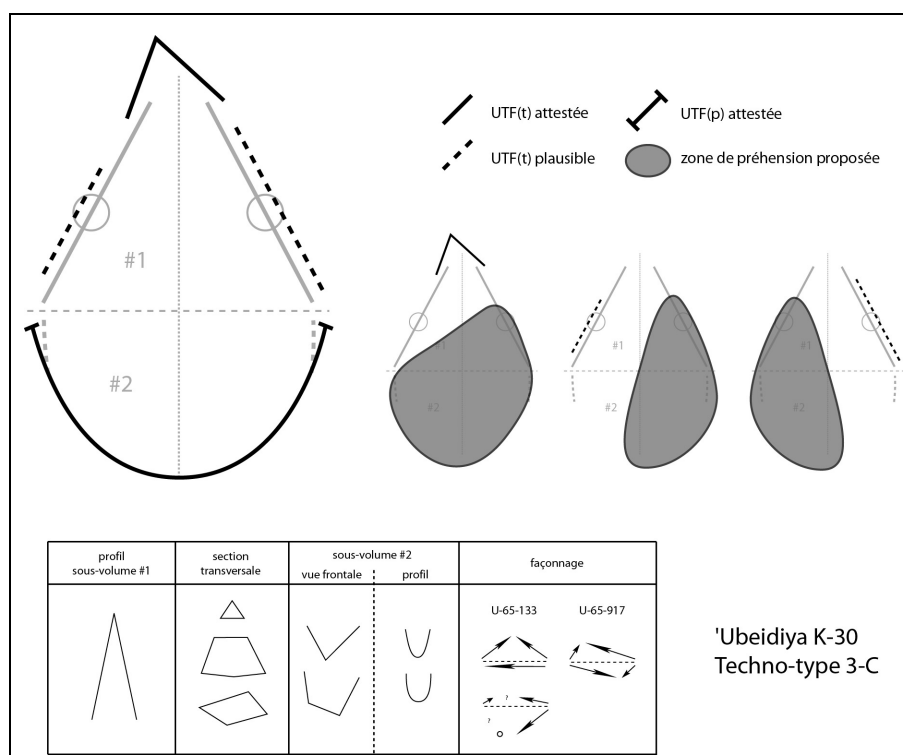 UTF(t) attestée
UTF(p) attestée
UTF(t) plausible
zone de préhension proposée
#1
#2
#1
#2
#1
#2
#1
#2
profil
sous-volume #1
section
transversale
sous-volume #2
vue frontale
profil
façonnage
U-65-133
U-65-917
?
?
'Ubeidiya K-30
Techno-type 3-C